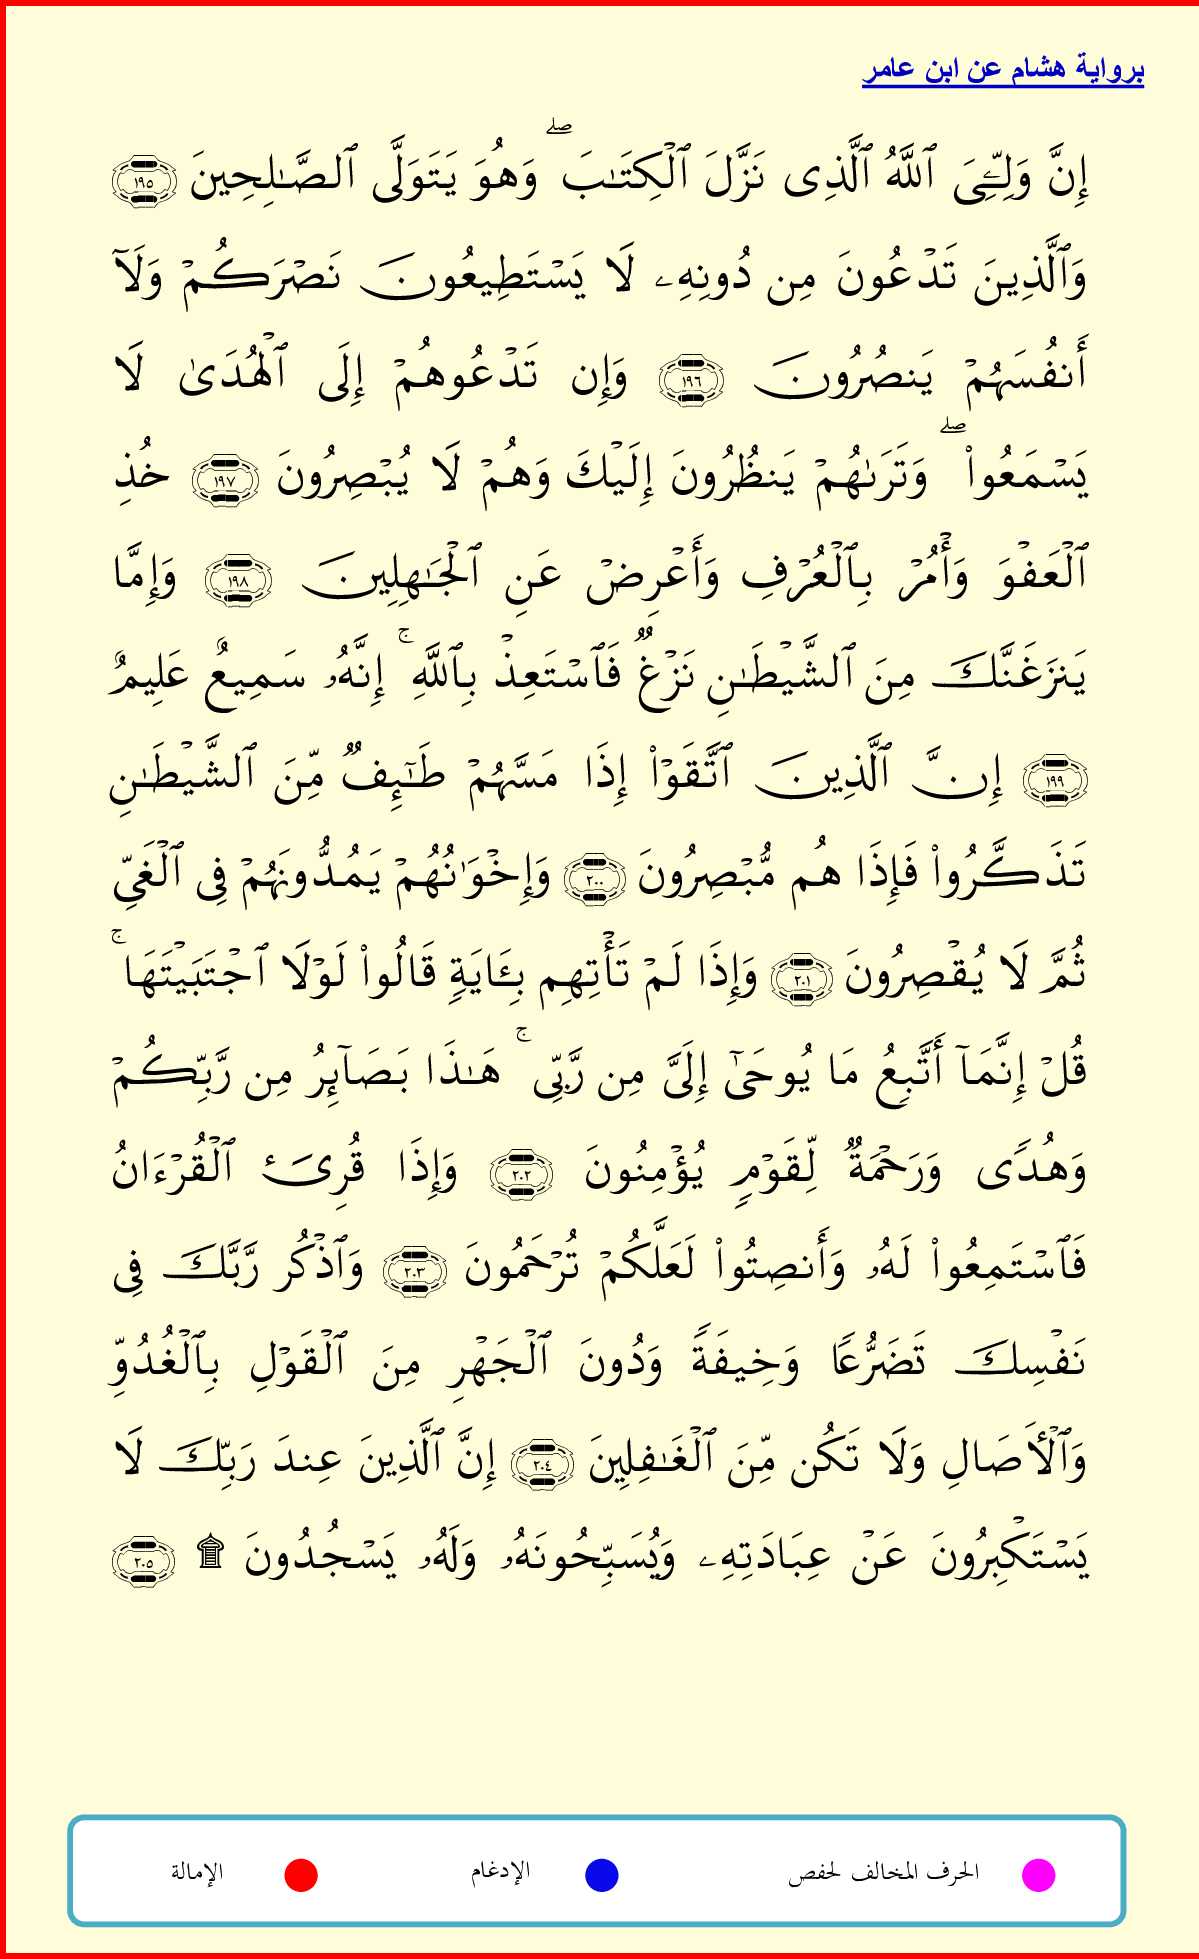 برواية هشام عن ابن عامر
إِنَّ وَلِـِّۧيَ ٱللَّهُ ٱلَّذِى نَزَّلَ ٱلْكِتَـٰبَ ۖ وَهُوَ يَتَوَلَّى ٱلصَّـٰلِحِينَ ١٩٥
وَٱلَّذِينَ تَدْعُونَ مِن دُونِهِۦ لَا يَسْتَطِيعُونَ نَصْرَكُمْ وَلَآ
أَنفُسَهُمْ يَنصُرُونَ ١٩٦ وَإِن تَدْعُوهُمْ إِلَى ٱلْهُدَىٰ لَا
يَسْمَعُوا۟ ۖ وَتَرَىٰهُمْ يَنظُرُونَ إِلَيْكَ وَهُمْ لَا يُبْصِرُونَ ١٩٧ خُذِ
ٱلْعَفْوَ وَأْمُرْ بِٱلْعُرْفِ وَأَعْرِضْ عَنِ ٱلْجَـٰهِلِينَ ١٩٨ وَإِمَّا
يَنزَغَنَّكَ مِنَ ٱلشَّيْطَـٰنِ نَزْغٌ فَٱسْتَعِذْ بِٱللَّهِ ۚ إِنَّهُۥ سَمِيعٌ عَلِيمٌ
١٩٩ إِنَّ ٱلَّذِينَ ٱتَّقَوْا۟ إِذَا مَسَّهُمْ طَـٰٓئِفٌ مِّنَ ٱلشَّيْطَـٰنِ
تَذَكَّرُوا۟ فَإِذَا هُم مُّبْصِرُونَ ٢٠٠ وَإِخْوَٰنُهُمْ يَمُدُّونَهُمْ فِى ٱلْغَىِّ
ثُمَّ لَا يُقْصِرُونَ ٢٠١ وَإِذَا لَمْ تَأْتِهِم بِـَٔايَةٍ قَالُوا۟ لَوْلَا ٱجْتَبَيْتَهَا ۚ
قُلْ إِنَّمَآ أَتَّبِعُ مَا يُوحَىٰٓ إِلَىَّ مِن رَّبِّى ۚ هَـٰذَا بَصَآئِرُ مِن رَّبِّكُمْ
وَهُدًى وَرَحْمَةٌ لِّقَوْمٍ يُؤْمِنُونَ ٢٠٢ وَإِذَا قُرِئَ ٱلْقُرْءَانُ
فَٱسْتَمِعُوا۟ لَهُۥ وَأَنصِتُوا۟ لَعَلَّكُمْ تُرْحَمُونَ ٢٠٣ وَٱذْكُر رَّبَّكَ فِى
نَفْسِكَ تَضَرُّعًا وَخِيفَةً وَدُونَ ٱلْجَهْرِ مِنَ ٱلْقَوْلِ بِٱلْغُدُوِّ
وَٱلْـَٔاصَالِ وَلَا تَكُن مِّنَ ٱلْغَـٰفِلِينَ ٢٠٤ إِنَّ ٱلَّذِينَ عِندَ رَبِّكَ لَا
يَسْتَكْبِرُونَ عَنْ عِبَادَتِهِۦ وَيُسَبِّحُونَهُۥ وَلَهُۥ يَسْجُدُونَ ۩ ٢٠٥
الحرف المخالف لحفص الإدغام الإمالة